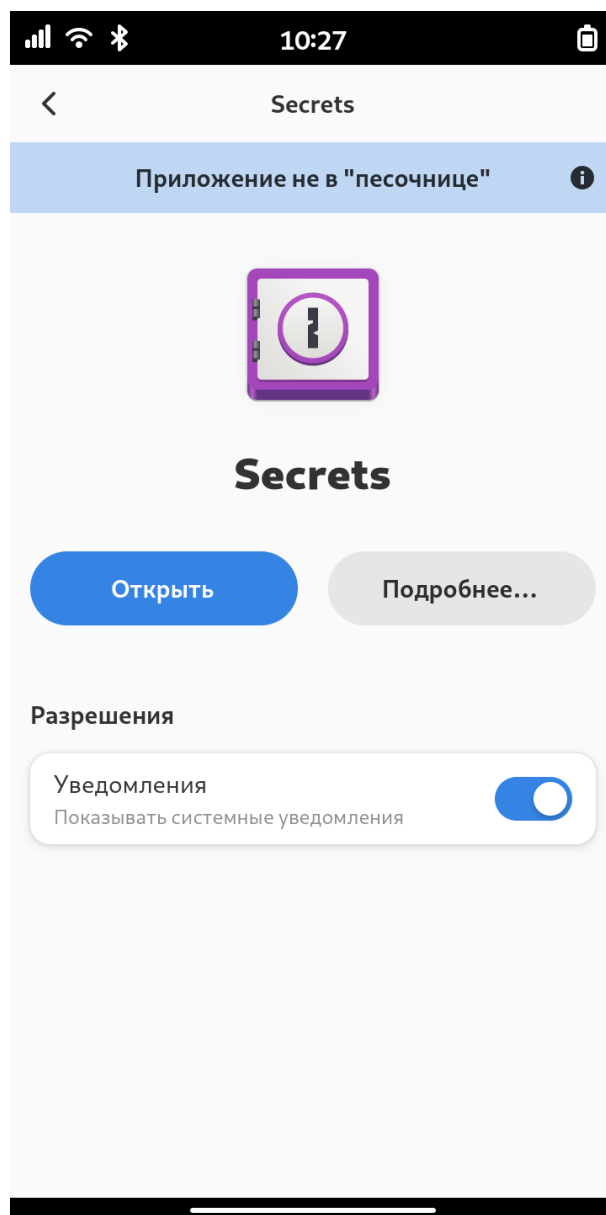 10:27
Secrets
Приложение не в "песочнице"
Secrets
Открыть
Подробнее...
Разрешения
Уведомления
Показывать системные уведомления